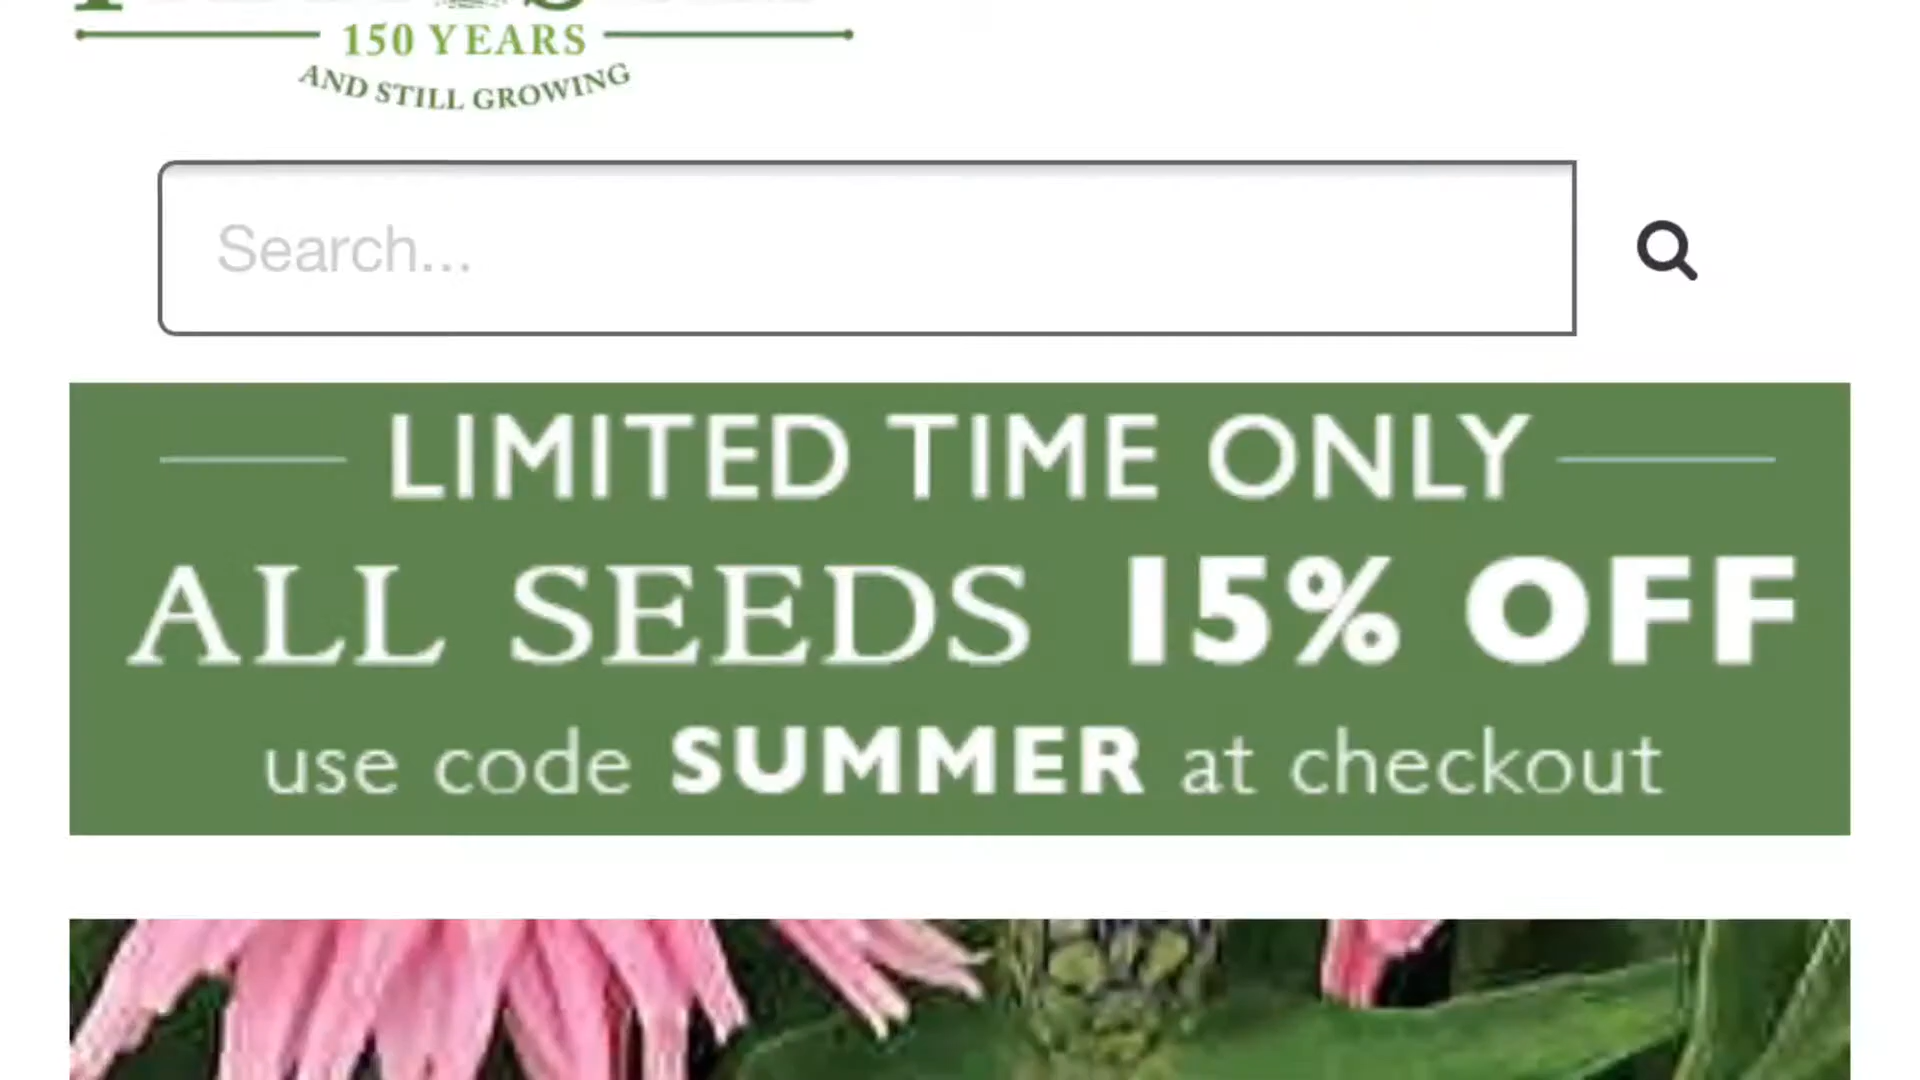 150 YEARS
AND STILL GROWING
Search...
LIMITED TIME ONLY
ALL SEEDS 15% OFF
use code SUMMER at checkout